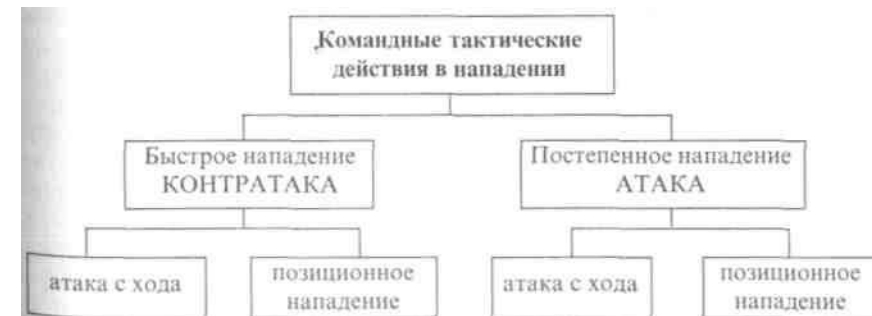 Командные тактические
действия в нападении
Быстрое нападение
КОНТРАТАКА
Постепенное нападение
АТАКА
атака с хода
позиционное
нападение
атака с хода
позиционное
нападение